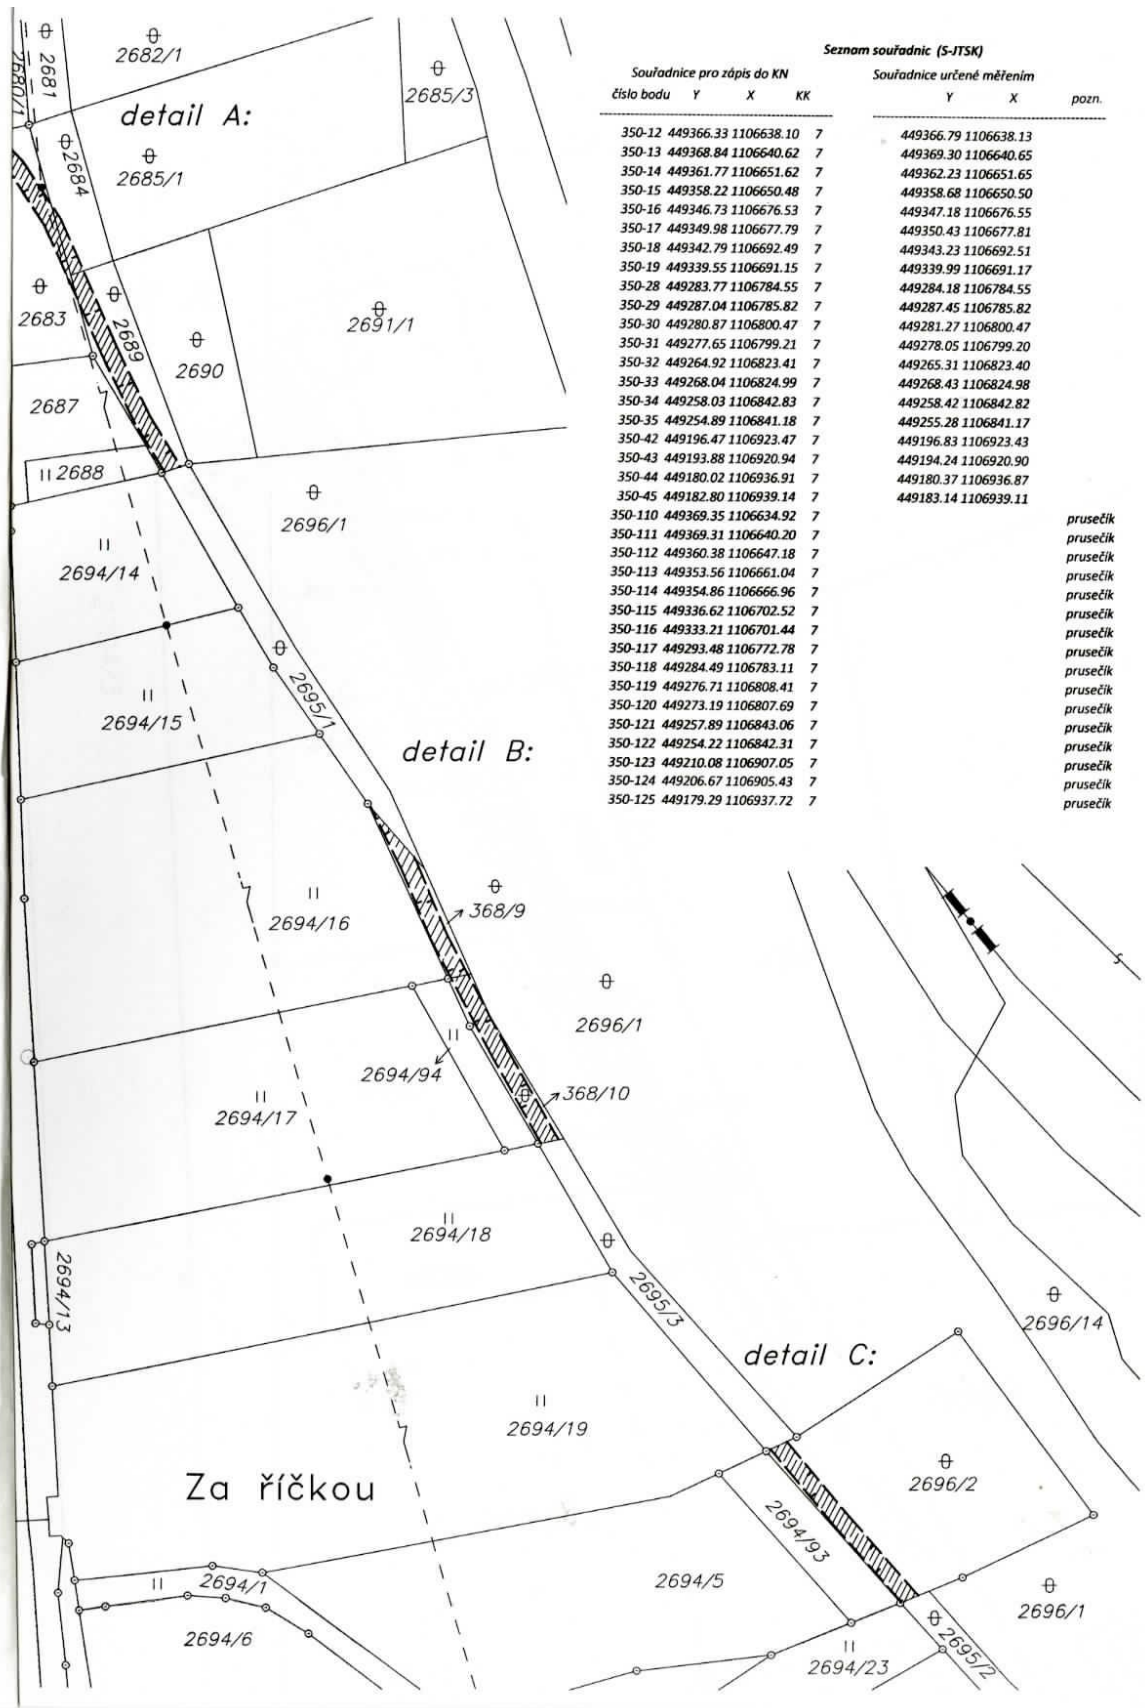 Seznam souřadnic (S-JTSK)
Souřadnice pro zápis do KN Souřadnice určené měřením
číslo bodu Y X KK Y X pozn.
350-12 449366.33 1106638.10 7 449366.79 1106638.13
350-13 449368.84 1106640.62 7 449369.30 1106640.65
350-14 449361.77 1106651.62 7 449362.23 1106651.65
350-15 449358.22 1106650.48 7 449358.68 1106650.50
350-16 449346.73 1106676.53 7 449347.18 1106676.55
350-17 449349.98 1106677.79 7 449350.43 1106677.81
350-18 449342.79 1106692.49 7 449343.23 1106692.51
350-19 449339.55 1106691.15 7 449339.99 1106691.17
350-28 449283.77 1106784.55 7 449284.18 1106784.55
350-29 449287.04 1106785.82 7 449287.45 1106785.82
350-30 449280.87 1106800.47 7 449281.27 1106800.47
350-31 449277.65 1106799.21 7 449278.05 1106799.20
350-32 449264.92 1106823.41 7 449265.31 1106823.40
350-33 449268.04 1106824.99 7 449268.43 1106824.98
350-34 449258.03 1106842.83 7 449258.42 1106842.82
350-35 449254.89 1106841.18 7 449255.28 1106841.17
350-42 449196.47 1106923.47 7 449196.83 1106923.43
350-43 449193.88 1106920.94 7 449194.24 1106920.90
350-44 449180.02 1106936.91 7 449180.37 1106936.87
350-45 449182.80 1106939.14 7 449183.14 1106939.11
350-110 449369.35 1106634.92 7 prusečík
350-111 449369.31 1106640.20 7 prusečík
350-112 449360.38 1106647.18 7 prusečík
350-113 449353.56 1106661.04 7 prusečík
350-114 449354.86 1106666.96 7 prusečík
350-115 449336.62 1106702.52 7 prusečík
350-116 449333.21 1106701.44 7 prusečík
350-117 449293.48 1106772.78 7 prusečík
350-118 449284.49 1106783.11 7 prusečík
350-119 449276.71 1106808.41 7 prusečík
350-120 449273.19 1106807.69 7 prusečík
350-121 449257.89 1106843.06 7 prusečík
350-122 449254.22 1106842.31 7 prusečík
350-123 449210.08 1106907.05 7 prusečík
350-124 449206.67 1106905.43 7 prusečík
350-125 449179.29 1106937.72 7 prusečík
2680/1
2681
2682/1
2685/3
detail A:
2684
2685/1
2683
2689
2691/1
2690
2687
2688
2696/1
2694/14
2695/1
2694/15
detail B:
2694/16
368/9
2696/1
2694/94
368/10
2694/17
2694/18
2694/13
2695/3
2696/14
detail C:
2694/19
2696/2
Za říčkou
2694/93
2694/1
2694/5
2696/1
2694/6
2695/2
2694/23